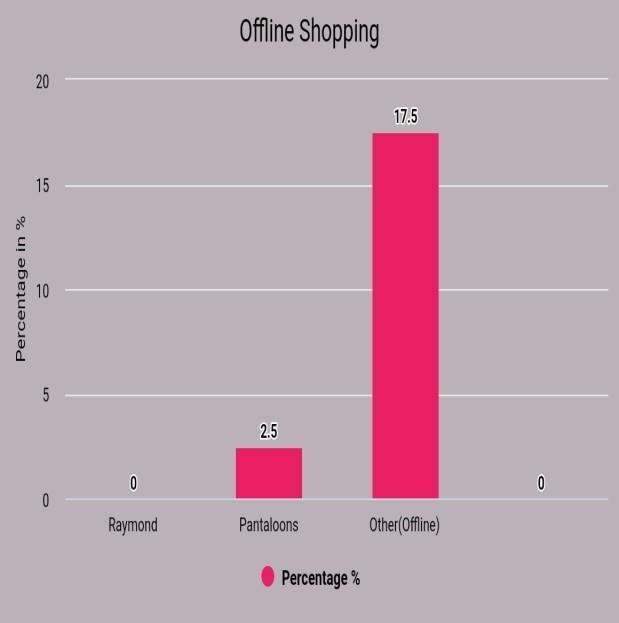 Offline Shopping
20
17.5
15
Percentage in %
10
5
2.5
0
0
0
Raymond
Pantaloons
Other(Offline)
Percentage %